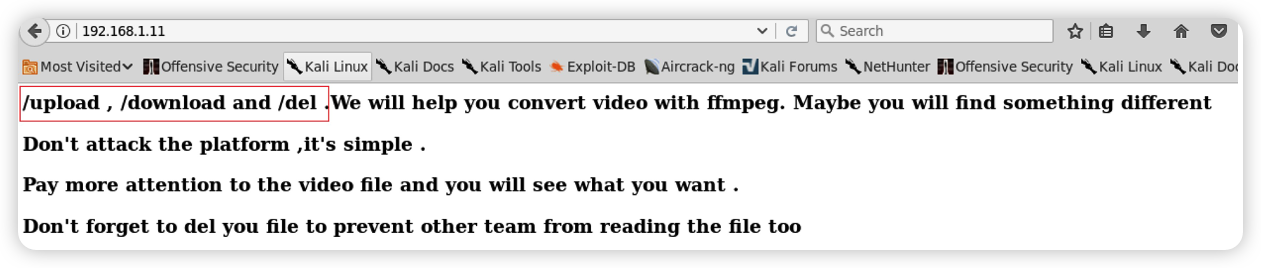 192.168.1.11
Search
Most Visited Offensive Security Kali Linux Kali Docs Kali Tools Exploit-DB Aircrack-ng Kali Forums NetHunter Offensive Security Kali Linux Kali Doc
/upload , /download and /del .We will help you convert video with ffmpeg. Maybe you will find something different
Don't attack the platform ,it's simple .
Pay more attention to the video file and you will see what you want .
Don't forget to del you file to prevent other team from reading the file too